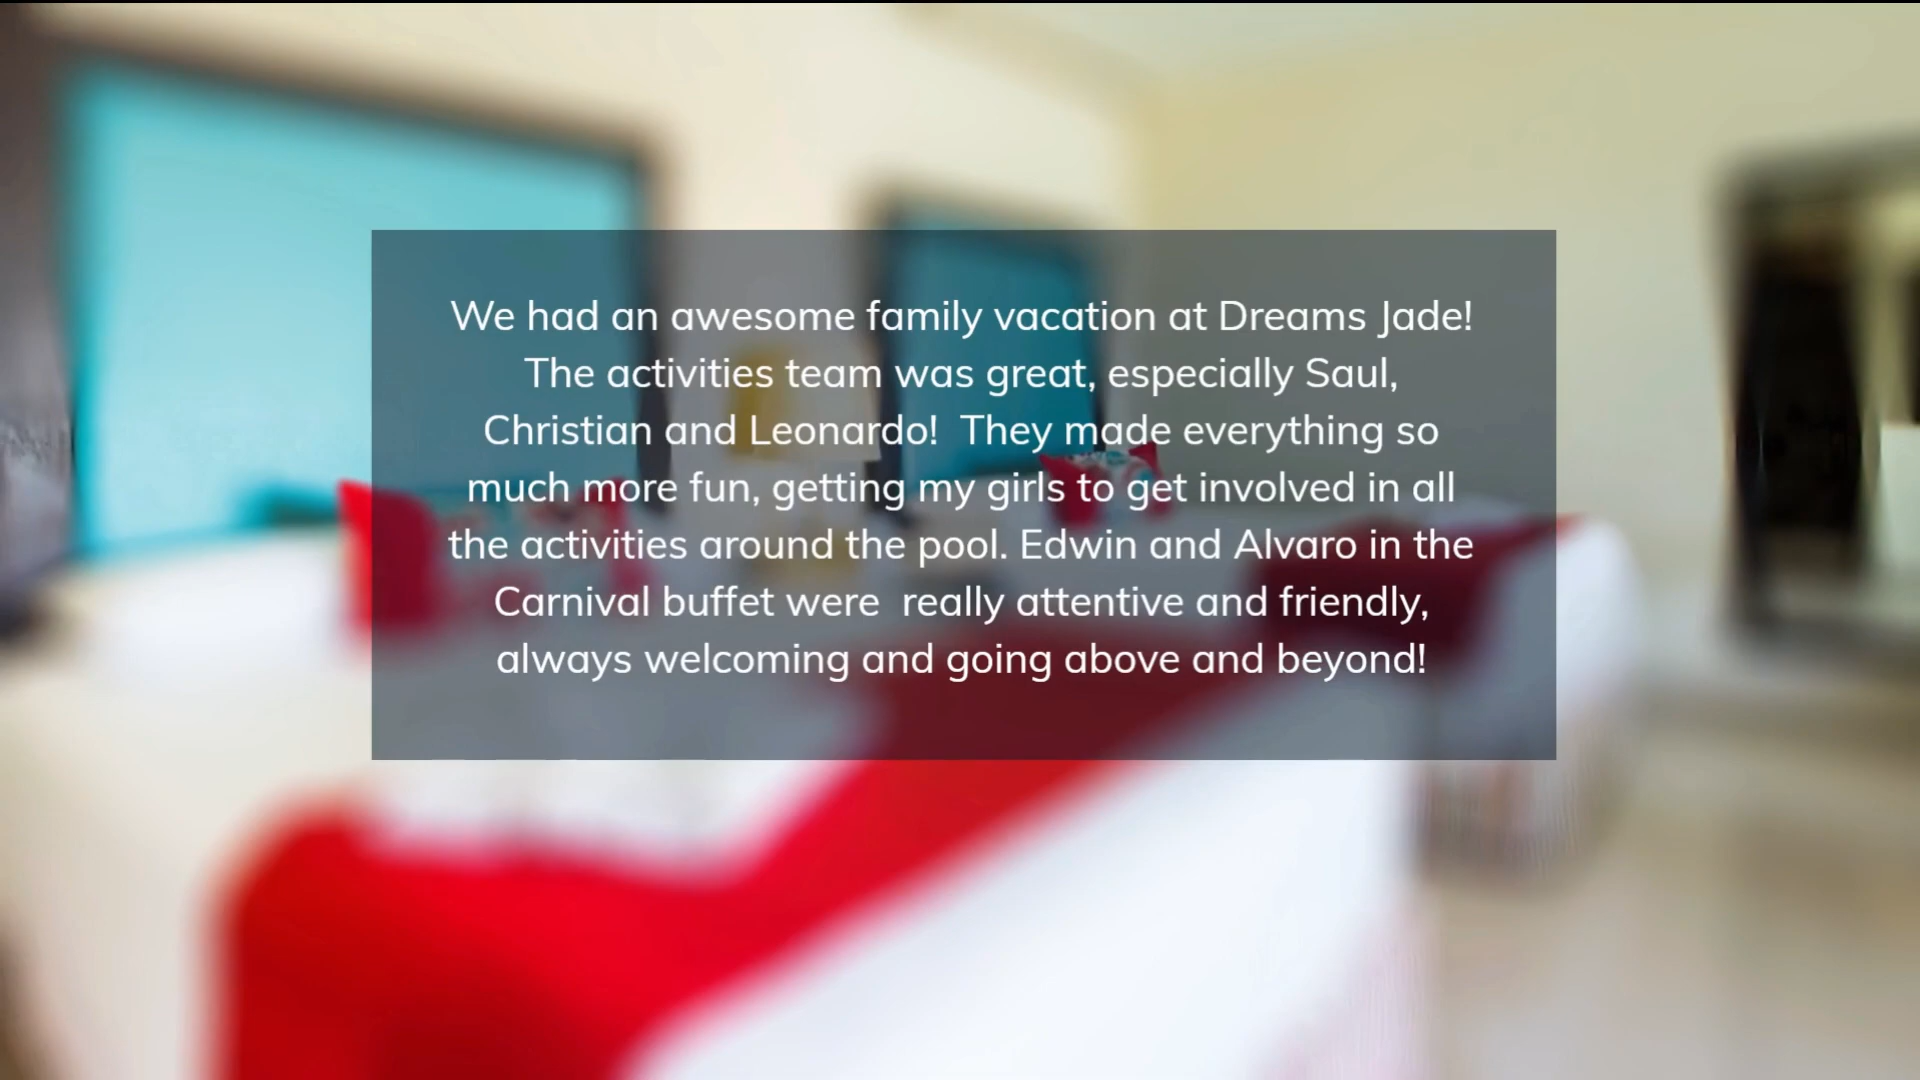 We had an awesome family vacation at Dreams Jade!
The activities team was great, especially Saul,
Christian and Leonardo!  They made everything so
much more fun, getting my girls to get involved in all
the activities around the pool. Edwin and Alvaro in the
Carnival buffet were  really attentive and friendly,
always welcoming and going above and beyond!